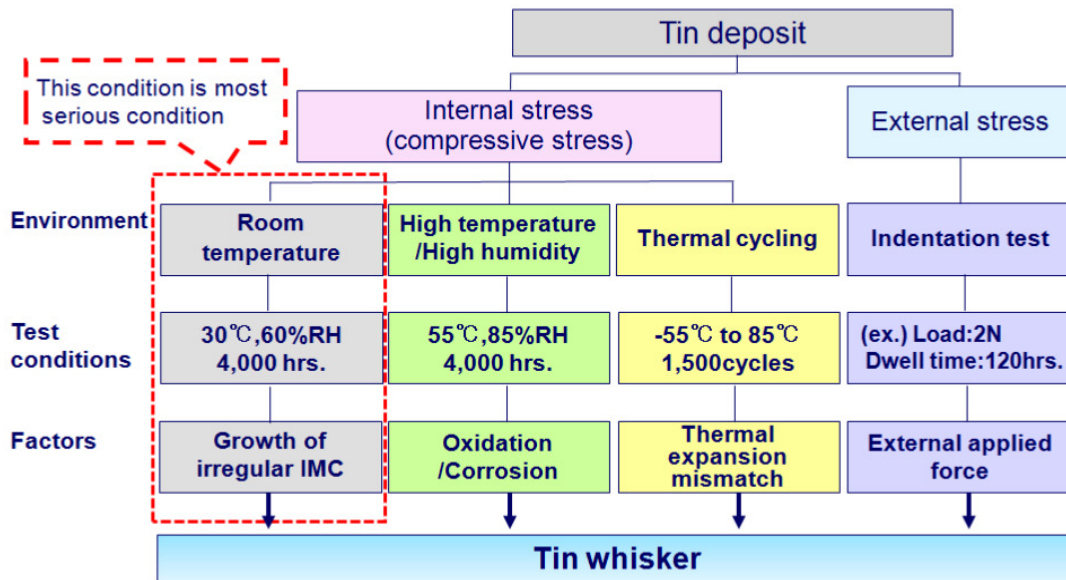 Tin deposit
This condition is most
serious condition
Internal stress
(compressive stress)
External stress
Environment
Room
temperature
High temperature
/High humidity
Thermal cycling
Indentation test
Test
conditions
30℃,60%RH
4,000 hrs.
55℃,85%RH
4,000 hrs.
-55℃ to 85℃
1,500cycles
(ex.) Load:2N
Dwell time:120hrs.
Factors
Growth of
irregular IMC
Oxidation
/Corrosion
Thermal
expansion
mismatch
External applied
force
Tin whisker